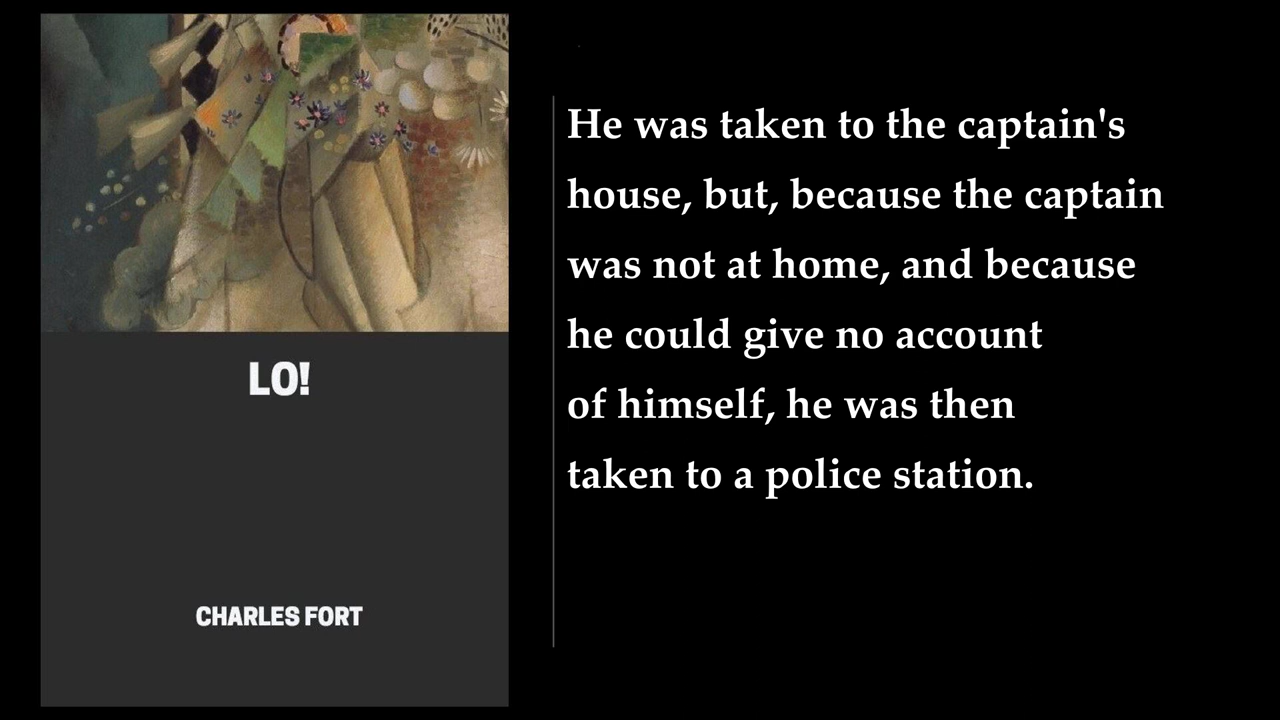 LO!
CHARLES FORT
He was taken to the captain's
house, but, because the captain
was not at home, and because
he could give no account
of himself, he was then
taken to a police station.